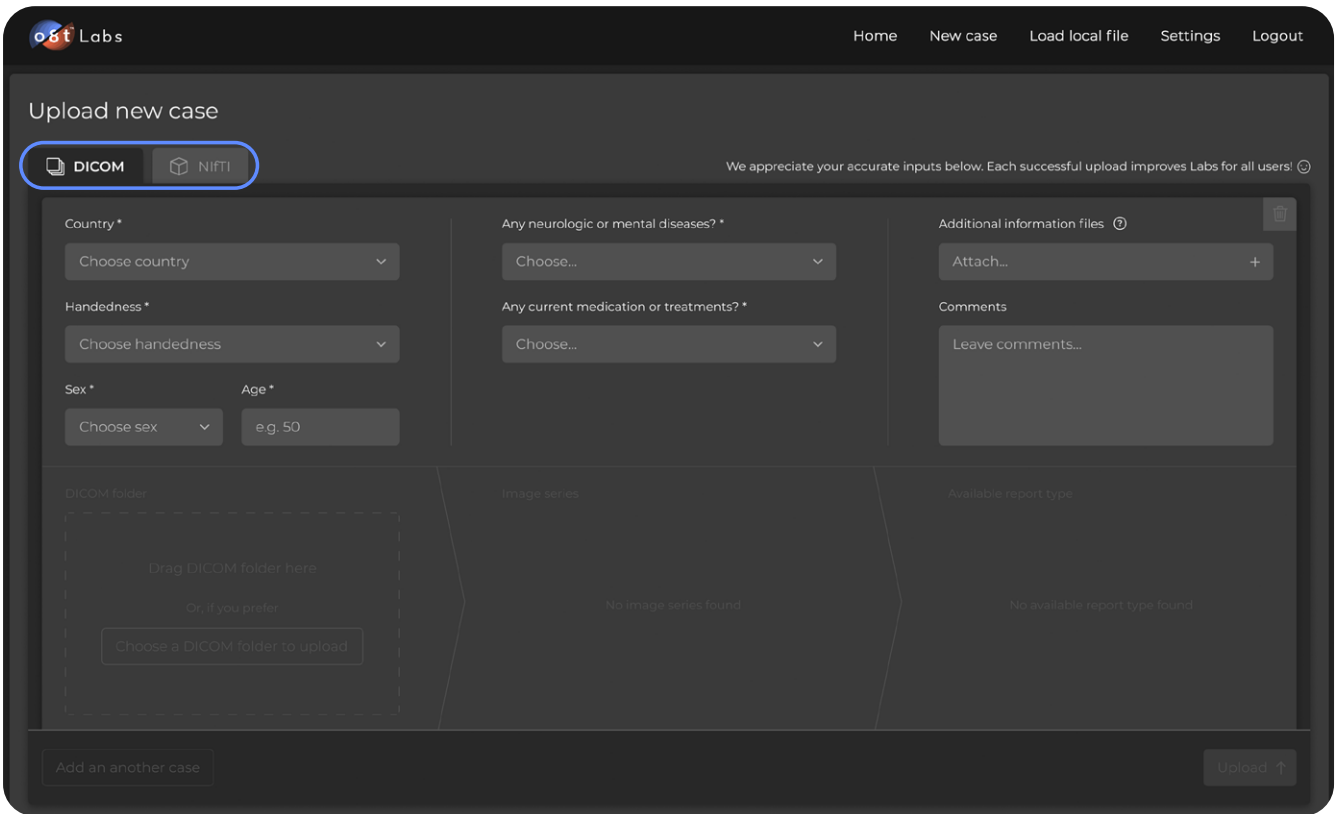 o8t Labs
Home New case Load local file Settings Logout
Upload new case
DICOM NIfTI
We appreciate your accurate inputs below. Each successful upload improves Labs for all users!
Country *
Choose country
Handedness *
Choose handedness
Sex * Age *
Choose sex e.g. 50
Any neurologic or mental diseases? *
Choose...
Any current medication or treatments? *
Choose...
Additional information files ?
Attach... +
Comments
Leave comments...
DICOM folder
Drag DICOM folder here
Or, if you prefer
Choose a DICOM folder to upload
Image series
No image series found
Available report type
No available report type found
Add an another case
Upload ↑